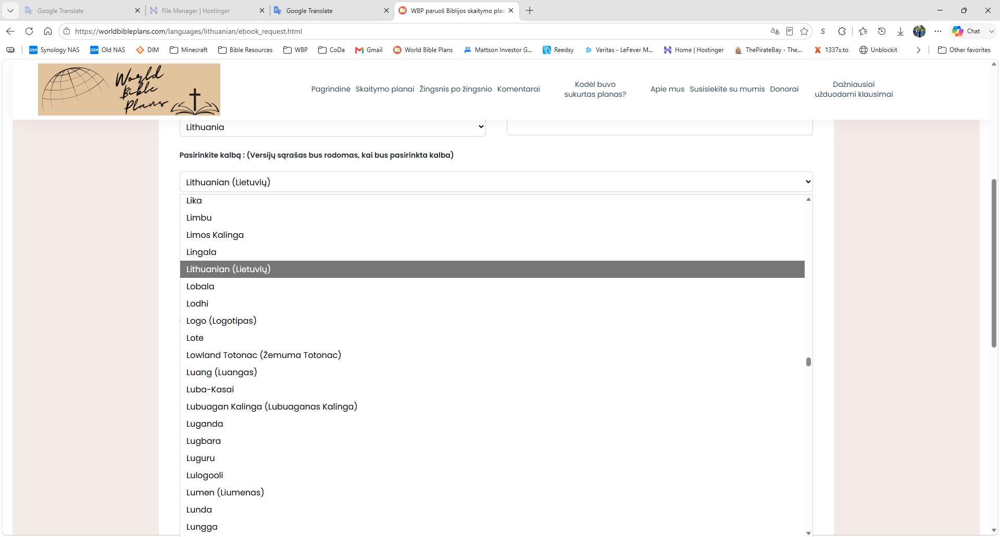 Google Translate
File Manager | Hostinger
Google Translate
WBP paruoš Biblijos skaitymo plan
https://worldbibleplans.com/languages/lithuanian/ebook_request.html
Chat
Synology NAS
Old NAS
DIM
Minecraft
Bible Resources
WBP
CoDa
Gmail
World Bible Plans
Mattson Investor G...
Reedsy
Veritas - LeFever M...
Home | Hostinger
ThePirateBay - The...
1337x.to
Unblockit
Other favorites
World
Bible
Plans
Pagrindinė
Skaitymo planai
Žingsnis po žingsnio
Komentarai
Kodėl buvo
sukurtas planas?
Apie mus
Susisiekite su mumis
Donorai
Dažniausiai
užduodami klausimai
Lithuania
Pasirinkite kalbą : (Versijų sąrašas bus rodomas, kai bus pasirinkta kalba)
Lithuanian (Lietuvių)
Lika
Limbu
Limos Kalinga
Lingala
Lithuanian (Lietuvių)
Lobala
Lodhi
Logo (Logotipas)
Lote
Lowland Totonac (Žemuma Totonac)
Luang (Luangas)
Luba-Kasai
Lubuagan Kalinga (Lubuaganas Kalinga)
Luganda
Lugbara
Luguru
Lulogooli
Lumen (Liumenas)
Lunda
Lungga